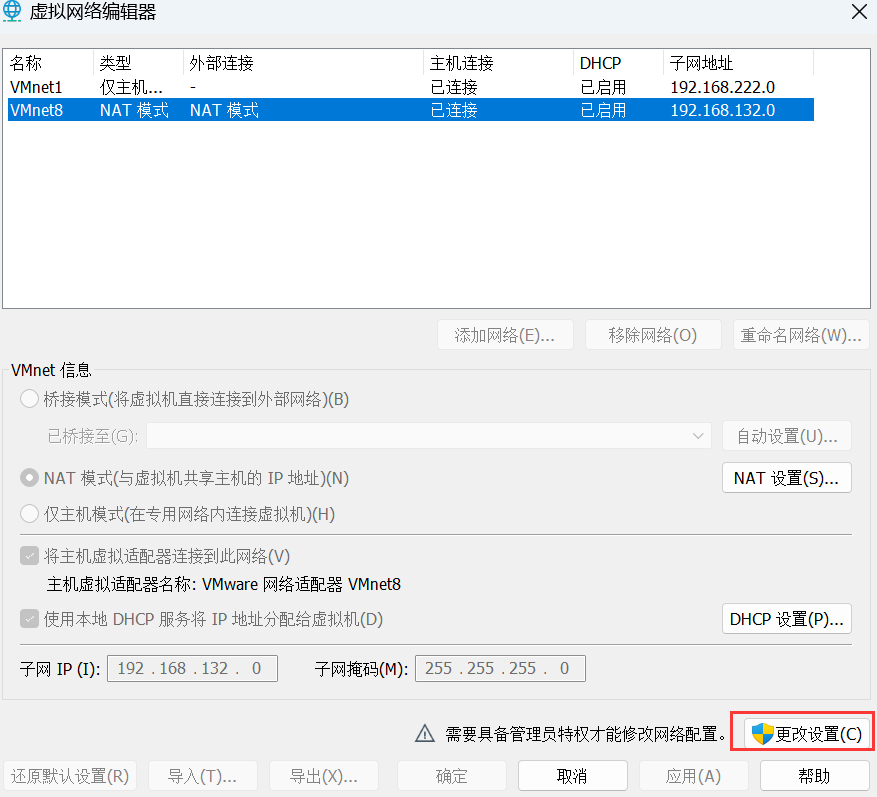 虚拟网络编辑器
名称 类型 外部连接 主机连接 DHCP 子网地址
VMnet1 仅主机... - 已连接 已启用 192.168.222.0
VMnet8 NAT 模式 NAT 模式 已连接 已启用 192.168.132.0
添加网络(E)... 移除网络(O) 重命名网络(W)...
VMnet 信息
桥接模式(将虚拟机直接连接到外部网络)(B)
已桥接至(G): 自动设置(U)...
NAT 模式(与虚拟机共享主机的 IP 地址)(N) NAT 设置(S)...
仅主机模式(在专用网络内连接虚拟机)(H)
将主机虚拟适配器连接到此网络(V)
主机虚拟适配器名称: VMware 网络适配器 VMnet8
使用本地 DHCP 服务将 IP 地址分配给虚拟机(D) DHCP 设置(P)...
子网 IP (I): 192 . 168 . 132 . 0 子网掩码(M): 255 . 255 . 255 . 0
需要具备管理员特权才能修改网络配置。 更改设置(C)
还原默认设置(R) 导入(T)... 导出(X)... 确定 取消 应用(A) 帮助